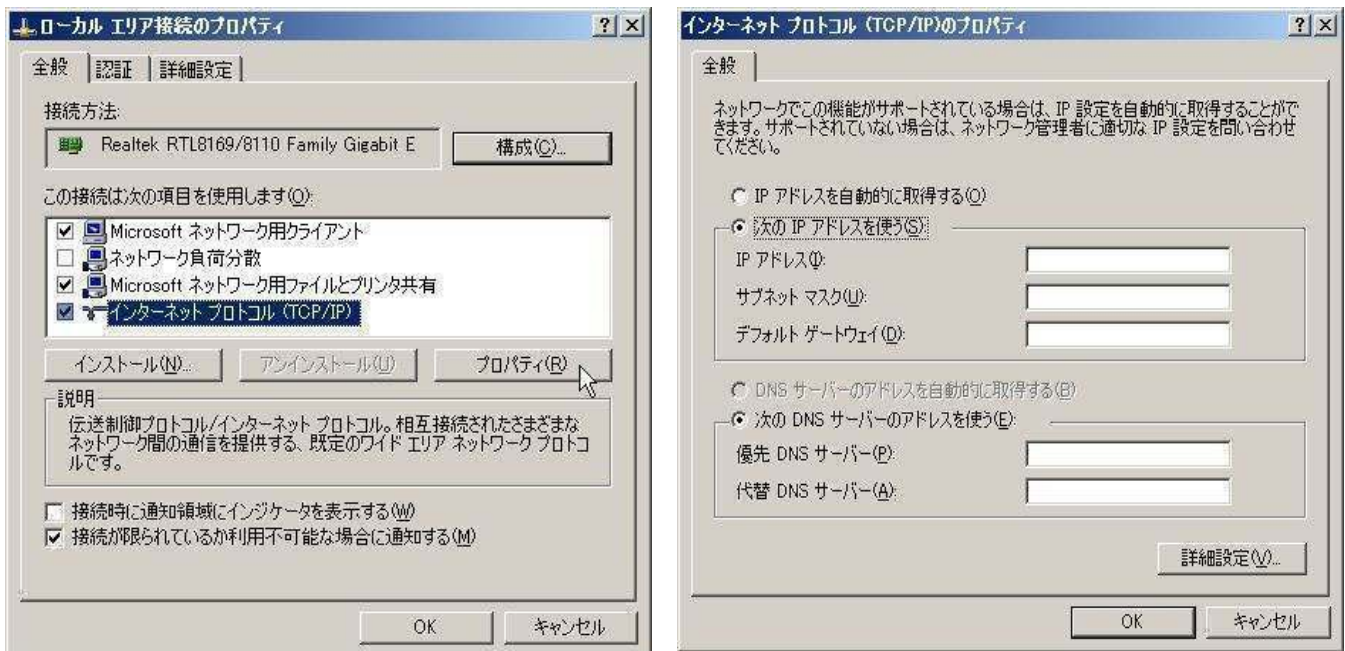 ローカル エリア接続のプロパティ
全般
認証
詳細設定
接続方法:
Realtek RTL8169/8110 Family Gigabit E
構成(C)...
この接続は次の項目を使用します(O):
Microsoft ネットワーク用クライアント
ネットワーク負荷分散
Microsoft ネットワーク用ファイルとプリンタ共有
インターネット プロトコル (TCP/IP)
インストール(N)...
アンインストール(U)
プロパティ(R)
説明
伝送制御プロトコル/インターネット プロトコル。相互接続されたさまざまな
ネットワーク間の通信を提供する、既定のワイド エリア ネットワーク プロトコ
ルです。
接続時に通知領域にインジケータを表示する(W)
接続が限られているか利用不可能な場合に通知する(M)
OK
キャンセル
インターネット プロトコル (TCP/IP)のプロパティ
全般
ネットワークでこの機能がサポートされている場合は、IP 設定を自動的に取得することがで
きます。サポートされていない場合は、ネットワーク管理者に適切な IP 設定を問い合わせ
てください。
IP アドレスを自動的に取得する(O)
次の IP アドレスを使う(S):
IP アドレス(I):
サブネット マスク(U):
デフォルト ゲートウェイ(D):
DNS サーバーのアドレスを自動的に取得する(B)
次の DNS サーバーのアドレスを使う(E):
優先 DNS サーバー(P):
代替 DNS サーバー(A):
詳細設定(V)...
OK
キャンセル